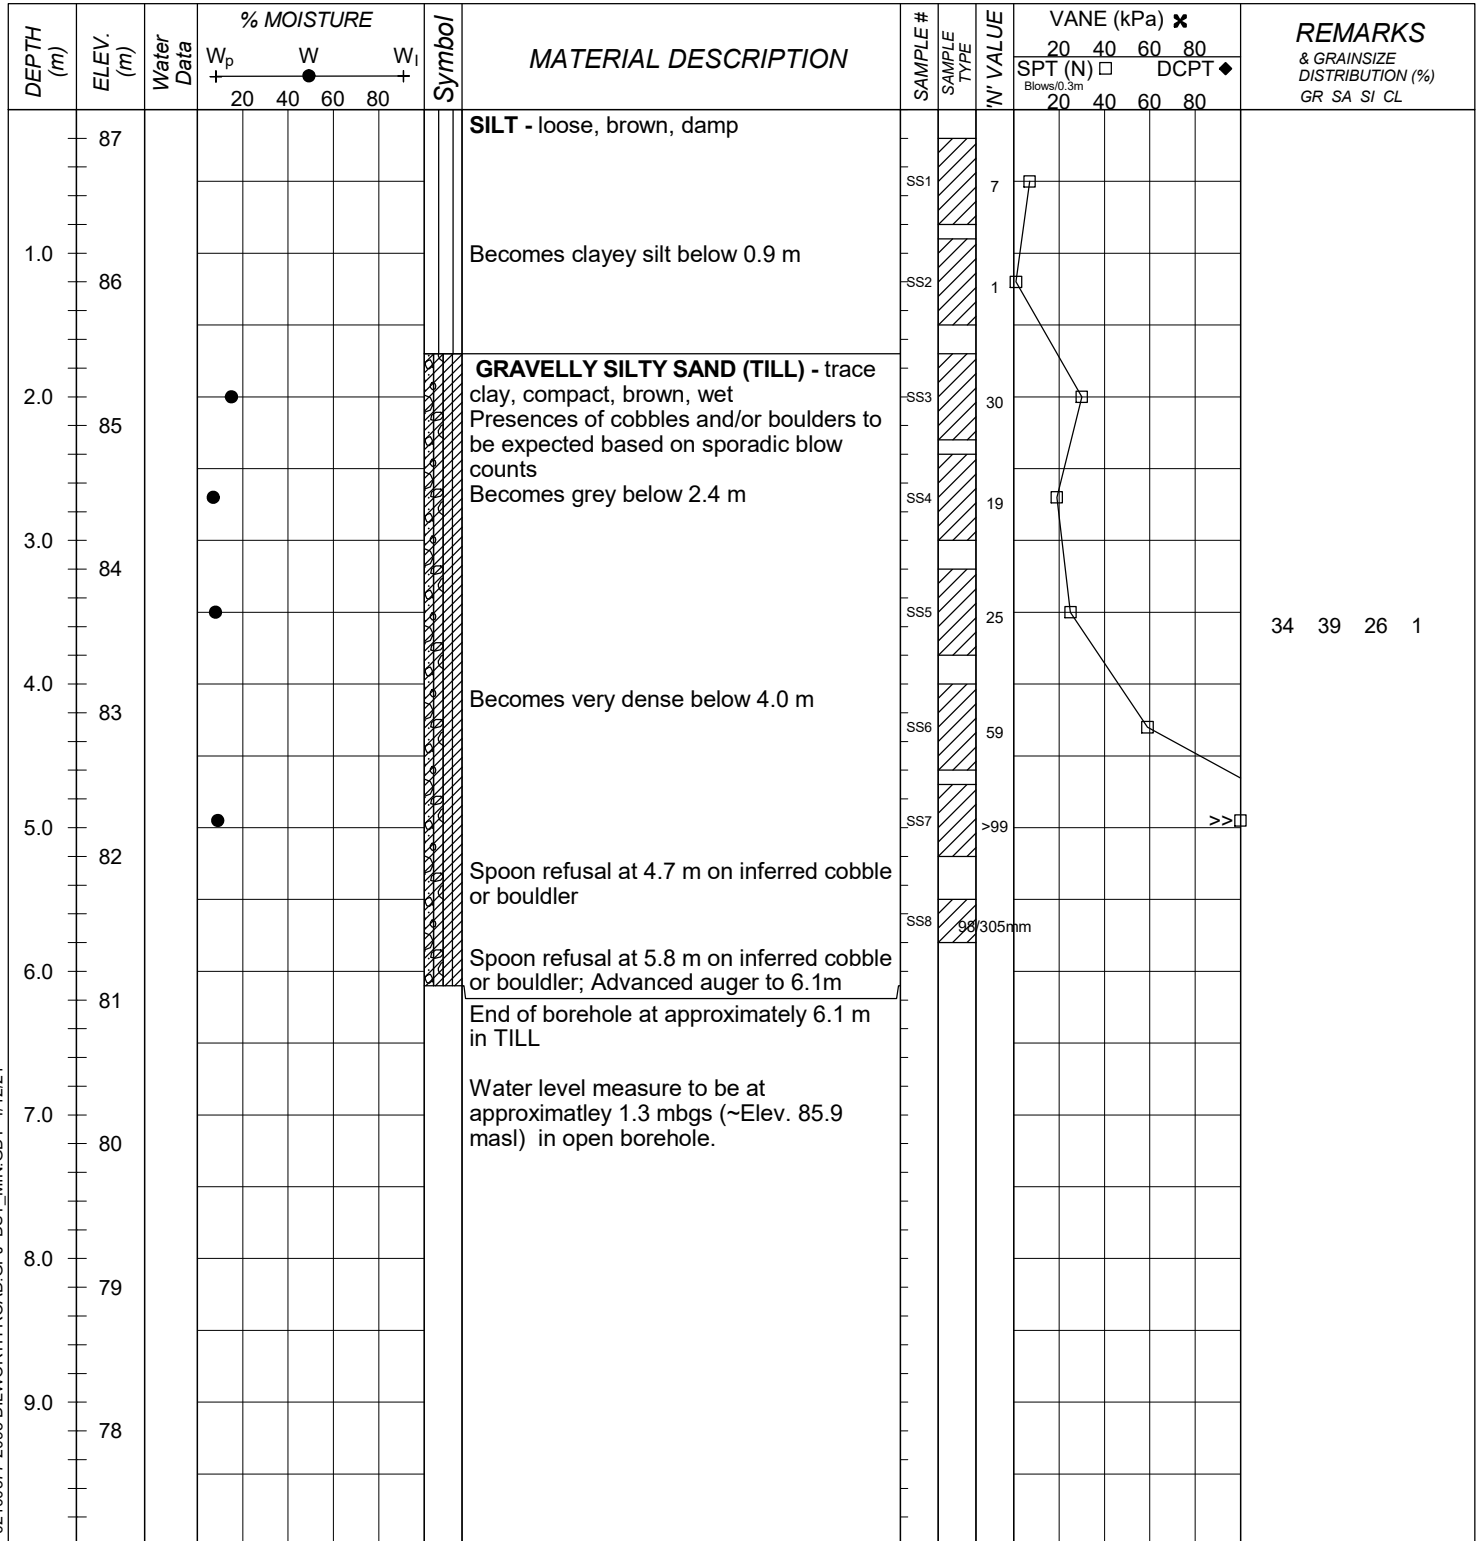 DEPTH (m)
ELEV. (m)
Water Data
% MOISTURE
Wp W Wl
20 40 60 80
Symbol
MATERIAL DESCRIPTION
SAMPLE #
SAMPLE TYPE
'N' VALUE
VANE (kPa)
20 40 60 80
SPT (N) DCPT
Blows/0.3m
20 40 60 80
REMARKS
& GRAINSIZE
DISTRIBUTION (%)
GR SA SI CL
SILT - loose, brown, damp
87
SS1 7
1.0
Becomes clayey silt below 0.9 m
86
SS2 1
GRAVELLY SILTY SAND (TILL) - trace
clay, compact, brown, wet
2.0
SS3 30
Presences of cobbles and/or boulders to
85
be expected based on sporadic blow
counts
Becomes grey below 2.4 m
SS4 19
3.0
84
SS5 25
34 39 26 1
4.0
Becomes very dense below 4.0 m
83
SS6 59
5.0
SS7 >99
>>
82
Spoon refusal at 4.7 m on inferred cobble
or bouldler
SS8 98/305mm
Spoon refusal at 5.8 m on inferred cobble
6.0
or bouldler; Advanced auger to 6.1m
81
End of borehole at approximately 6.1 m
in TILL
Water level measure to be at
7.0
approximatley 1.3 mbgs (~Elev. 85.9
masl) in open borehole.
80
8.0
79
9.0
78